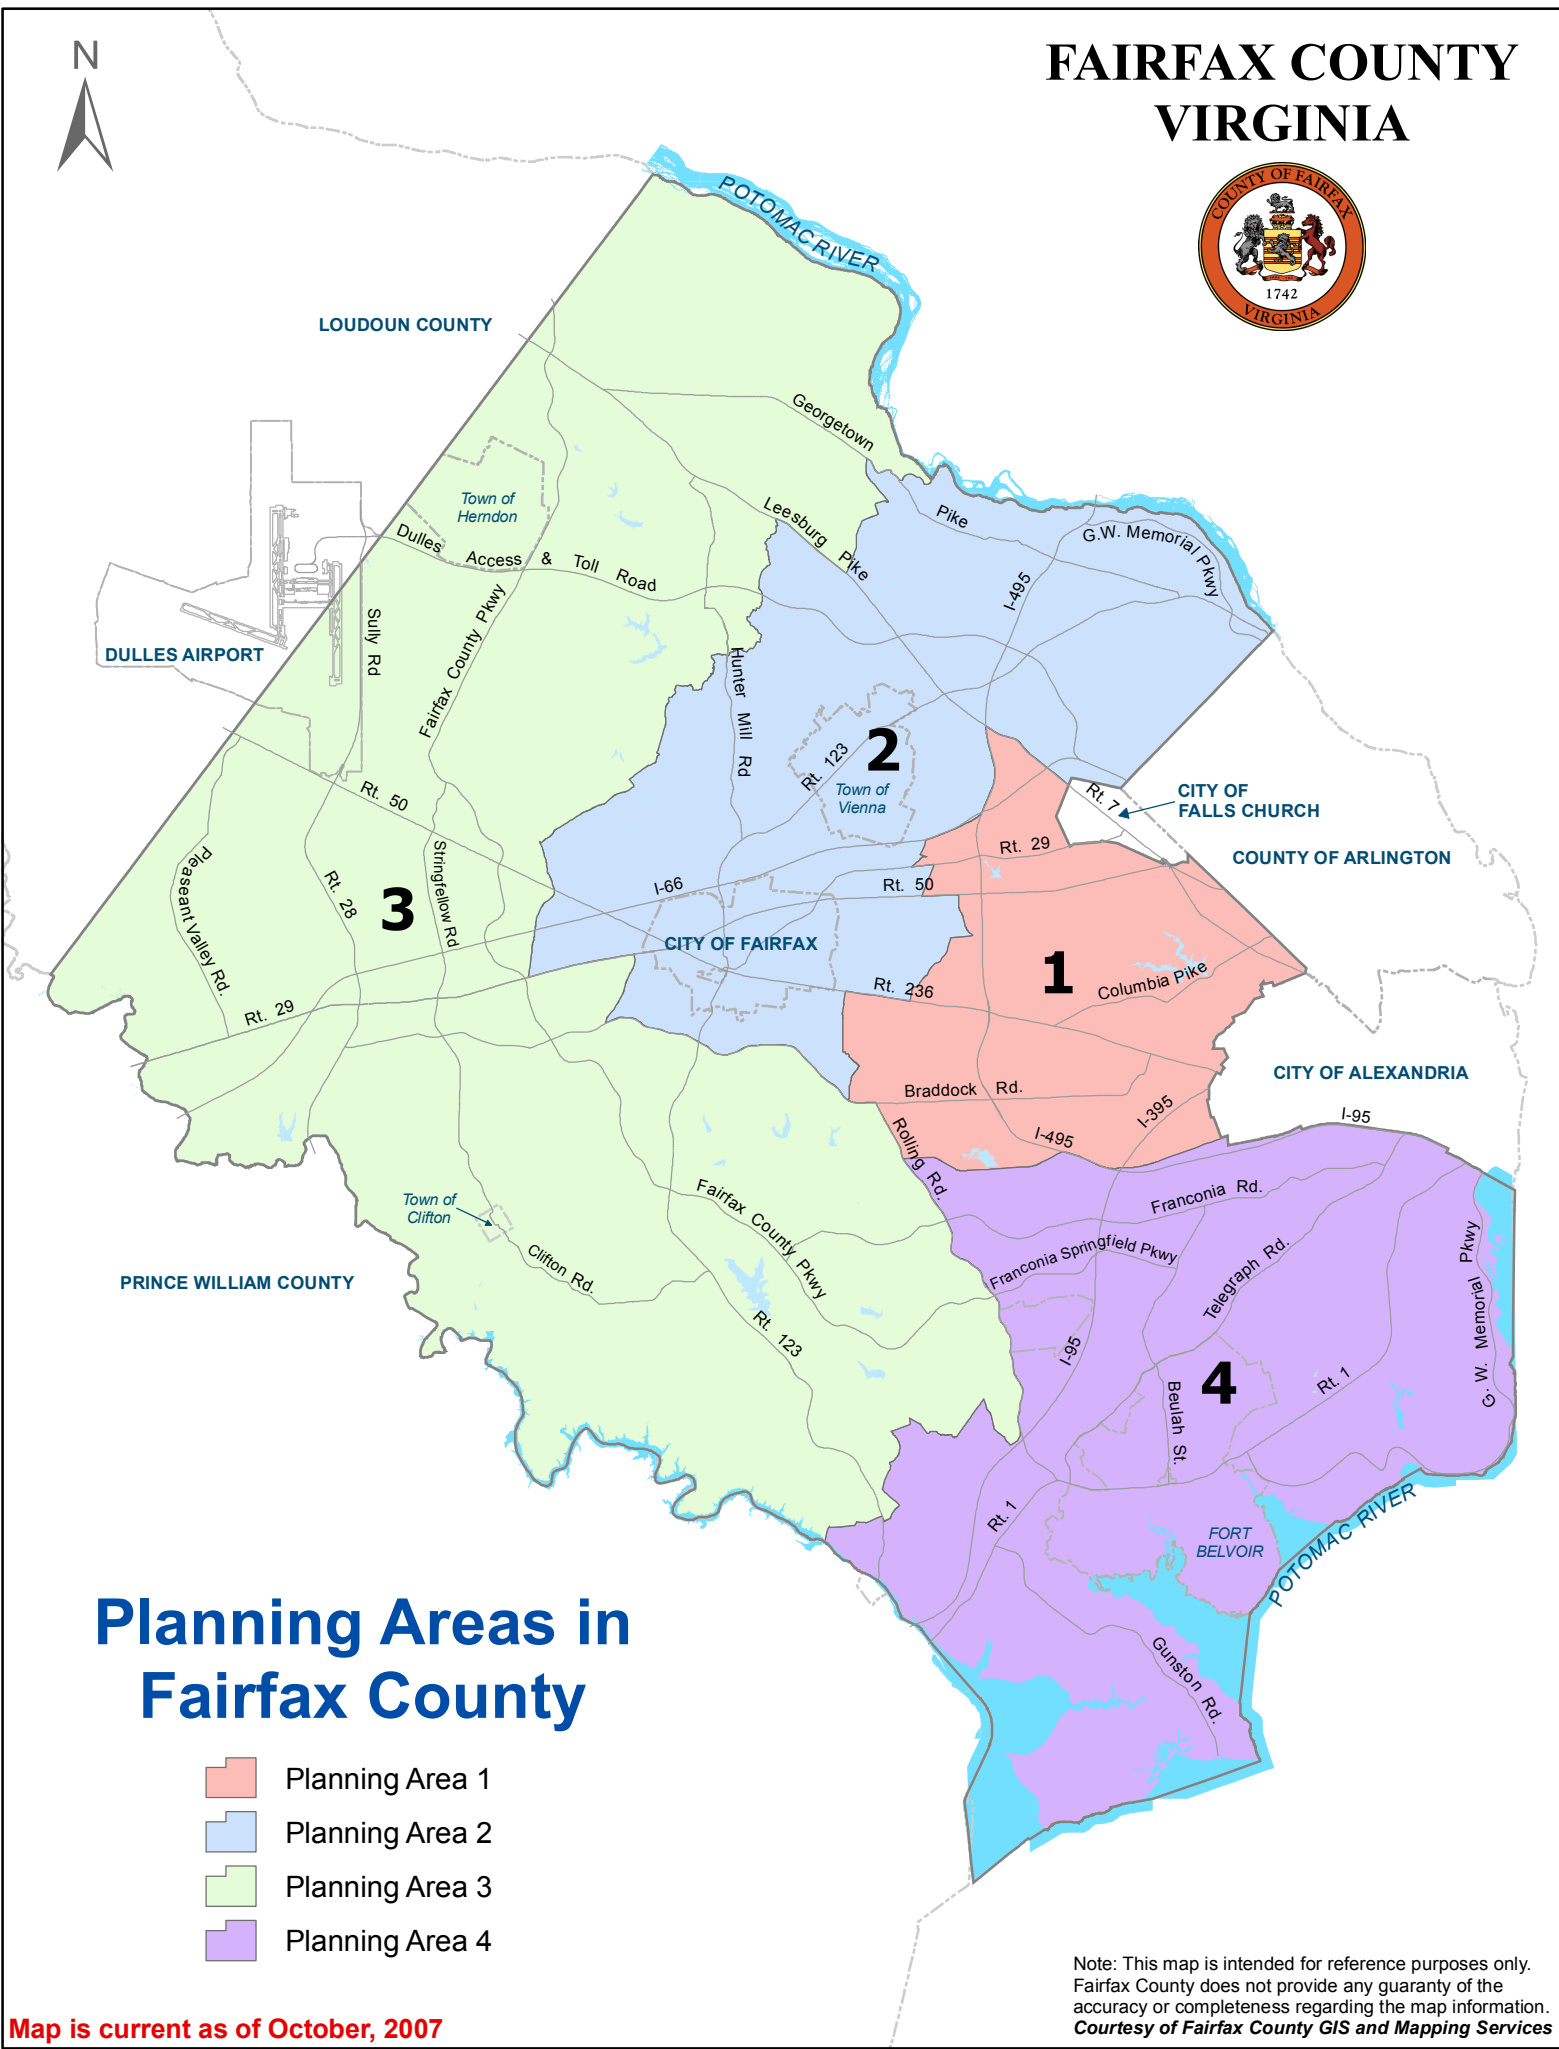 N
FAIRFAX COUNTY
VIRGINIA
COUNTY OF FAIRFAX
1742
VIRGINIA
POTOMAC RIVER
LOUDOUN COUNTY
Georgetown
Pike
Town of
Herndon
Leesburg Pike
G.W. Memorial Pkwy
Dulles Access & Toll Road
I-495
Sully Rd
Fairfax County Pkwy
DULLES AIRPORT
Hunter Mill Rd
2
Rt. 123
Town of
Vienna
Rt. 50
Rt. 7
CITY OF
FALLS CHURCH
Rt. 29
COUNTY OF ARLINGTON
Pleaseant Valley Rd.
Rt. 28
Stringfellow Rd
3
I-66
Rt. 50
CITY OF FAIRFAX
1
Rt. 236
Columbia Pike
Rt. 29
CITY OF ALEXANDRIA
Braddock Rd.
I-395
I-95
Rolling Rd.
I-495
Town of
Clifton
Fairfax County Pkwy
Franconia Rd.
Clifton Rd.
Franconia Springfield Pkwy
Telegraph Rd.
G. W. Memorial Pkwy
PRINCE WILLIAM COUNTY
Rt. 123
I-95
4
Rt. 1
Beulah St.
Rt. 1
FORT
BELVOIR
POTOMAC RIVER
Gunston Rd.
Planning Areas in
Fairfax County
Planning Area 1
Planning Area 2
Planning Area 3
Planning Area 4
Note: This map is intended for reference purposes only.
Fairfax County does not provide any guaranty of the
accuracy or completeness regarding the map information.
Courtesy of Fairfax County GIS and Mapping Services
Map is current as of October, 2007